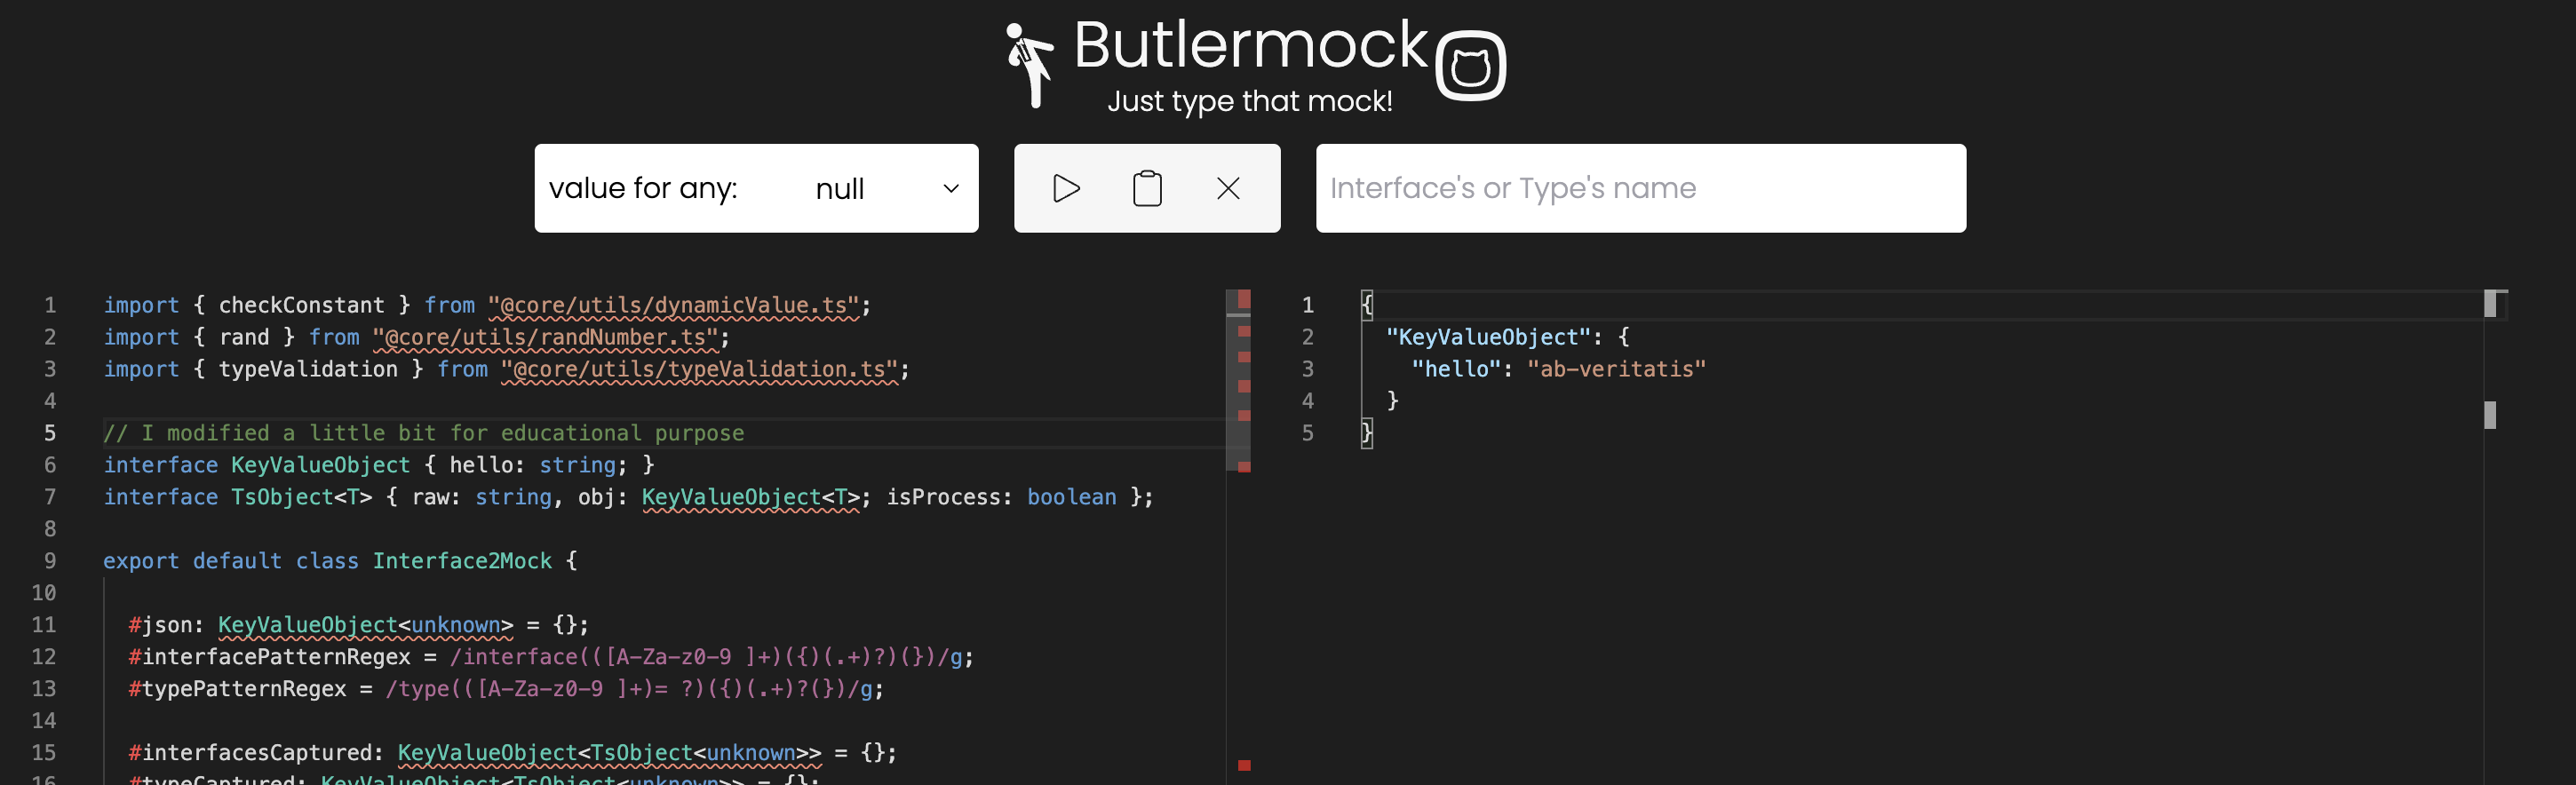 Butlermock
Just type that mock!
value for any: null
Interface's or Type's name
1 import { checkConstant } from "@core/utils/dynamicValue.ts";
2 import { rand } from "@core/utils/randNumber.ts";
3 import { typeValidation } from "@core/utils/typeValidation.ts";
4
5 // I modified a little bit for educational purpose
6 interface KeyValueObject { hello: string; }
7 interface TsObject<T> { raw: string, obj: KeyValueObject<T>; isProcess: boolean };
8
9 export default class Interface2Mock {
10
11 #json: KeyValueObject<unknown> = {};
12 #interfacePatternRegex = /interface(([A-Za-z0-9 ]+)({)(.+)?)(})/g;
13 #typePatternRegex = /type(([A-Za-z0-9 ]+)= ?)({)(.+)?(})/g;
14
15 #interfacesCaptured: KeyValueObject<TsObject<unknown>> = {};
16 #typeCaptured: KeyValueObject<TsObject<unknown>> = {};
1 {
2 "KeyValueObject": {
3 "hello": "ab-veritatis"
4 }
5 }